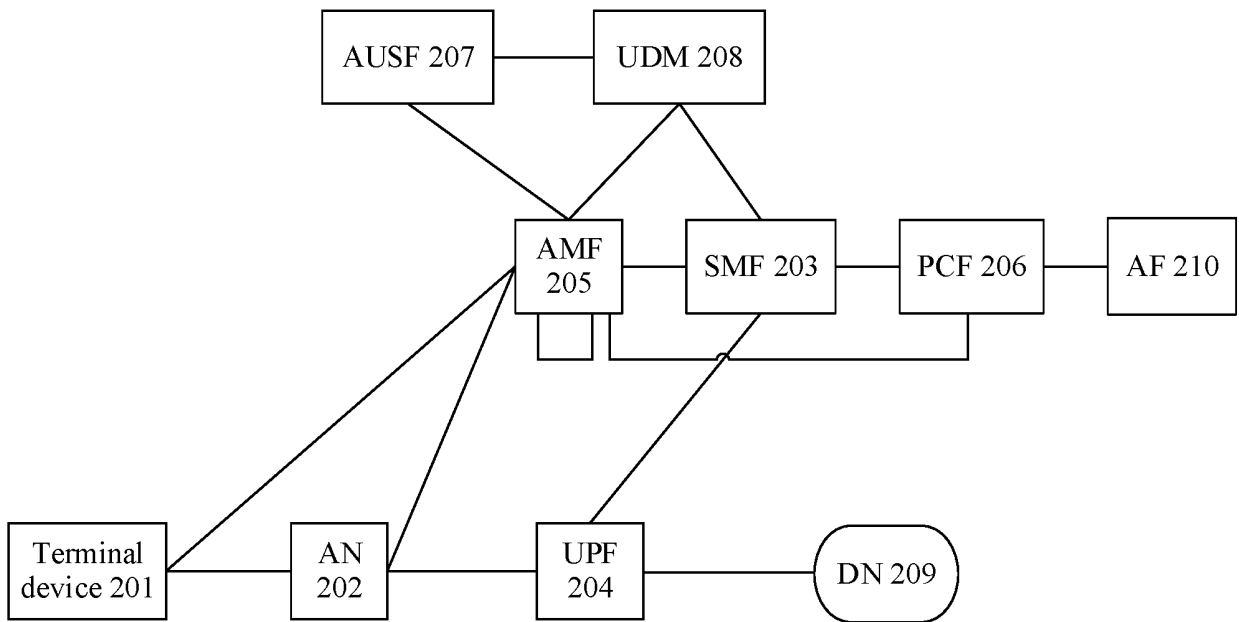 AUSF 207
UDM 208
AMF
205
SMF 203
PCF 206
AF 210
Terminal
device 201
AN
202
UPF
204
DN 209